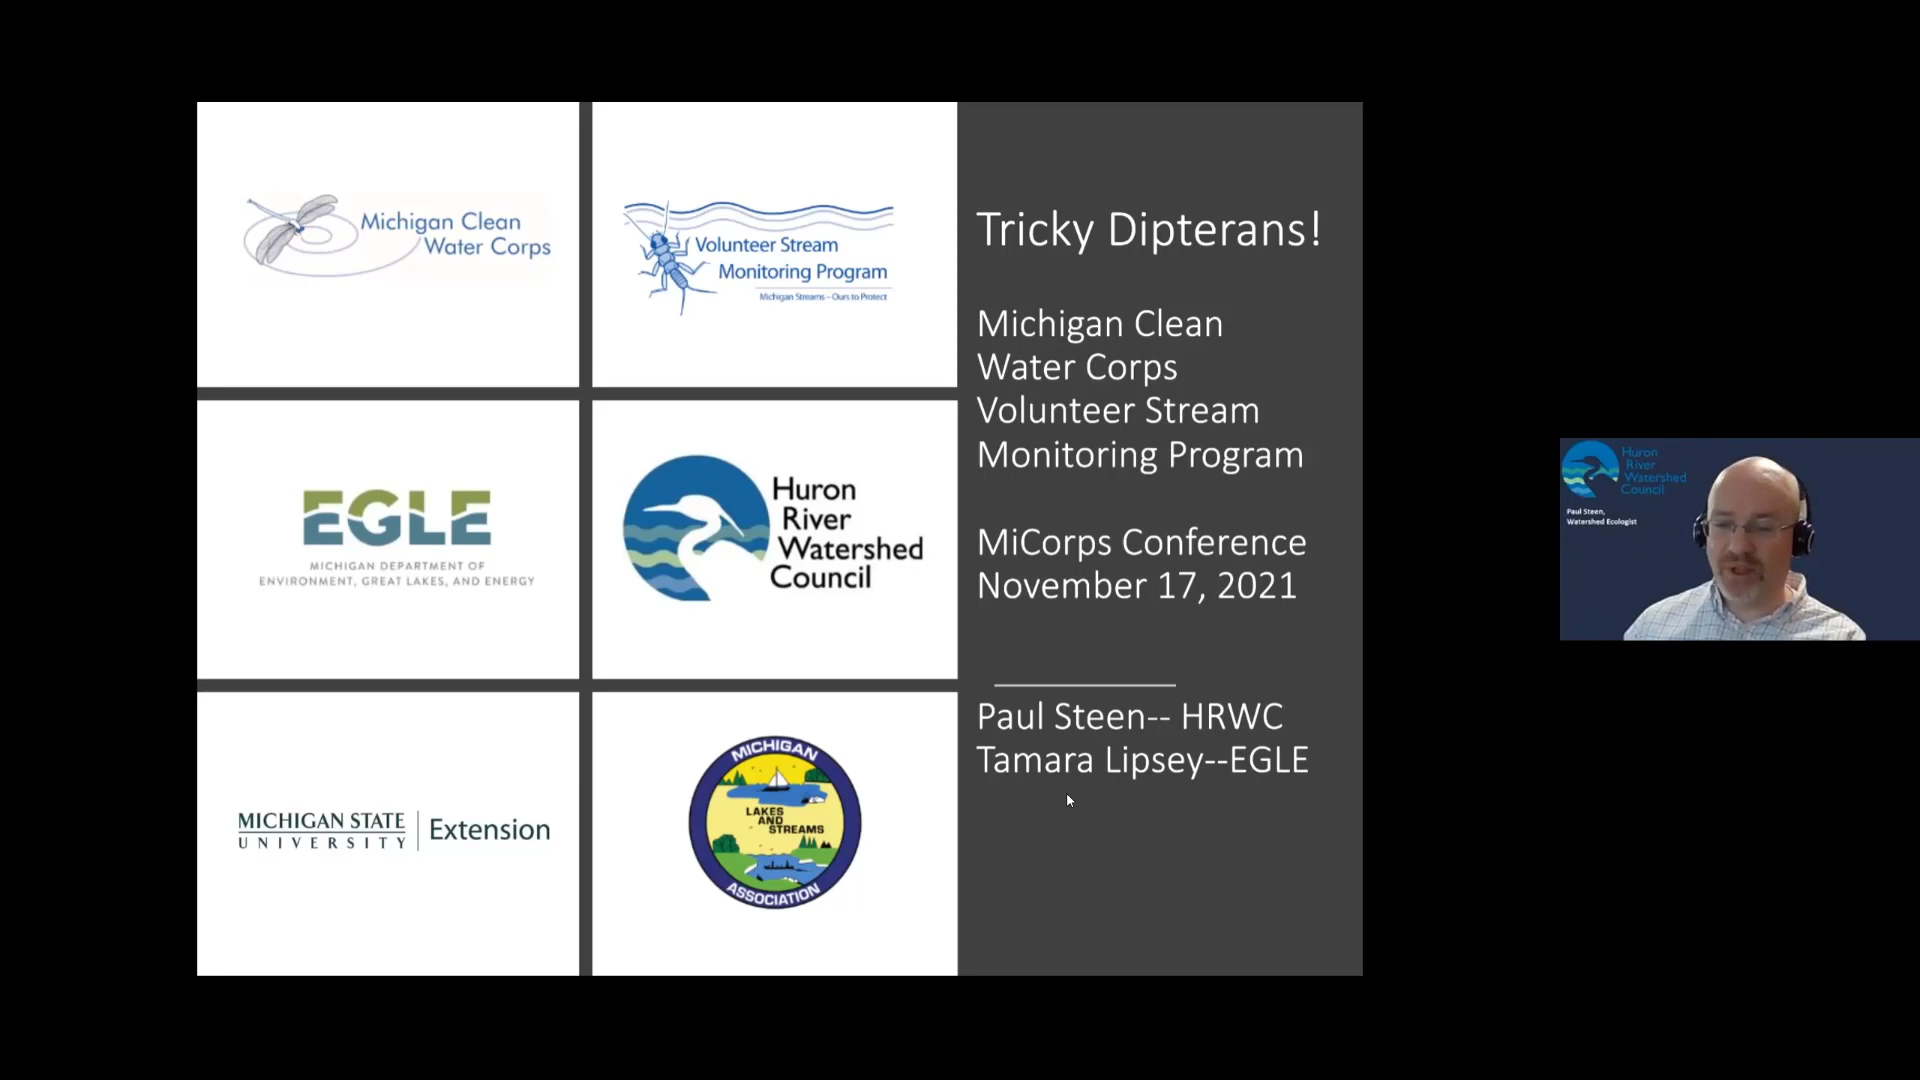 Michigan Clean
Water Corps
Volunteer Stream
Monitoring Program
Michigan Streams – Ours to Protect
EGLE
MICHIGAN DEPARTMENT OF
ENVIRONMENT, GREAT LAKES, AND ENERGY
Huron
River
Watershed
Council
MICHIGAN STATE
UNIVERSITY
Extension
MICHIGAN
LAKES
AND
STREAMS
ASSOCIATION
Tricky Dipterans!
Michigan Clean
Water Corps
Volunteer Stream
Monitoring Program
MiCorps Conference
November 17, 2021
Paul Steen-- HRWC
Tamara Lipsey--EGLE
Huron
River
Watershed
Council
Paul Steen,
Watershed Ecologist